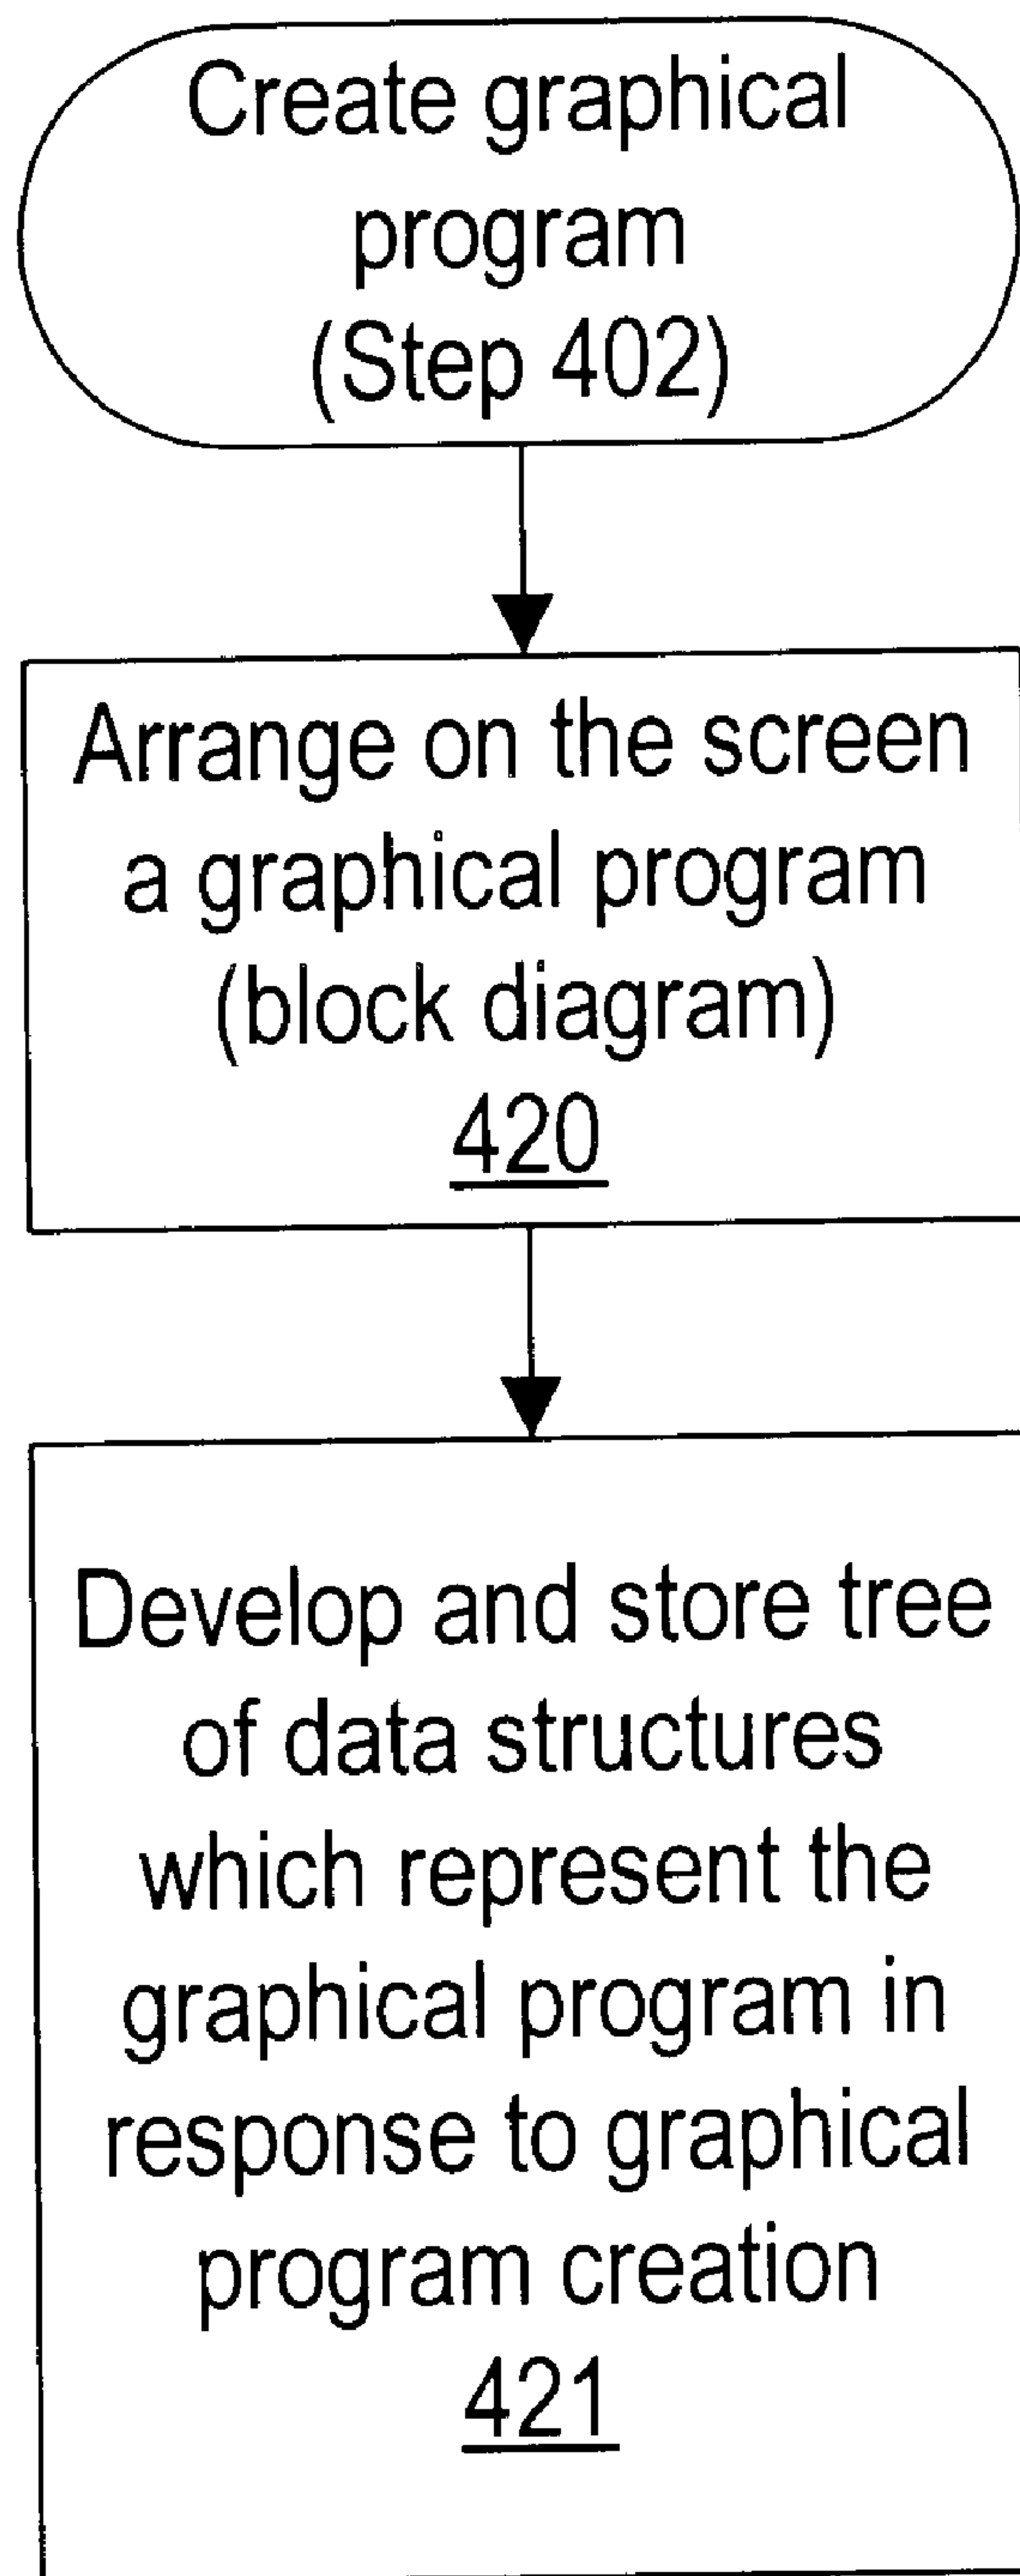 Create graphical
program
(Step 402)
Arrange on the screen
a graphical program
(block diagram)
420
Develop and store tree
of data structures
which represent the
graphical program in
response to graphical
program creation
421